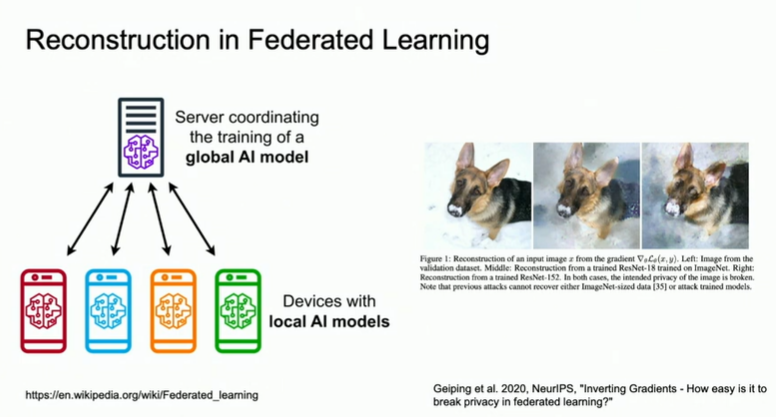 Reconstruction in Federated Learning
Server coordinating
the training of a
global AI model
Devices with
local AI models
https://en.wikipedia.org/wiki/Federated_learning
Figure 1: Reconstruction of an input image x from the gradient ∇θLθ(x, y). Left: Image from the
validation dataset. Middle: Reconstruction from a trained ResNet-18 trained on ImageNet. Right:
Reconstruction from a trained ResNet-152. In both cases, the intended privacy of the image is broken.
Note that previous attacks cannot recover either ImageNet-sized data [35] or attack trained models.
Geiping et al. 2020, NeurIPS, "Inverting Gradients - How easy is it to
break privacy in federated learning?"